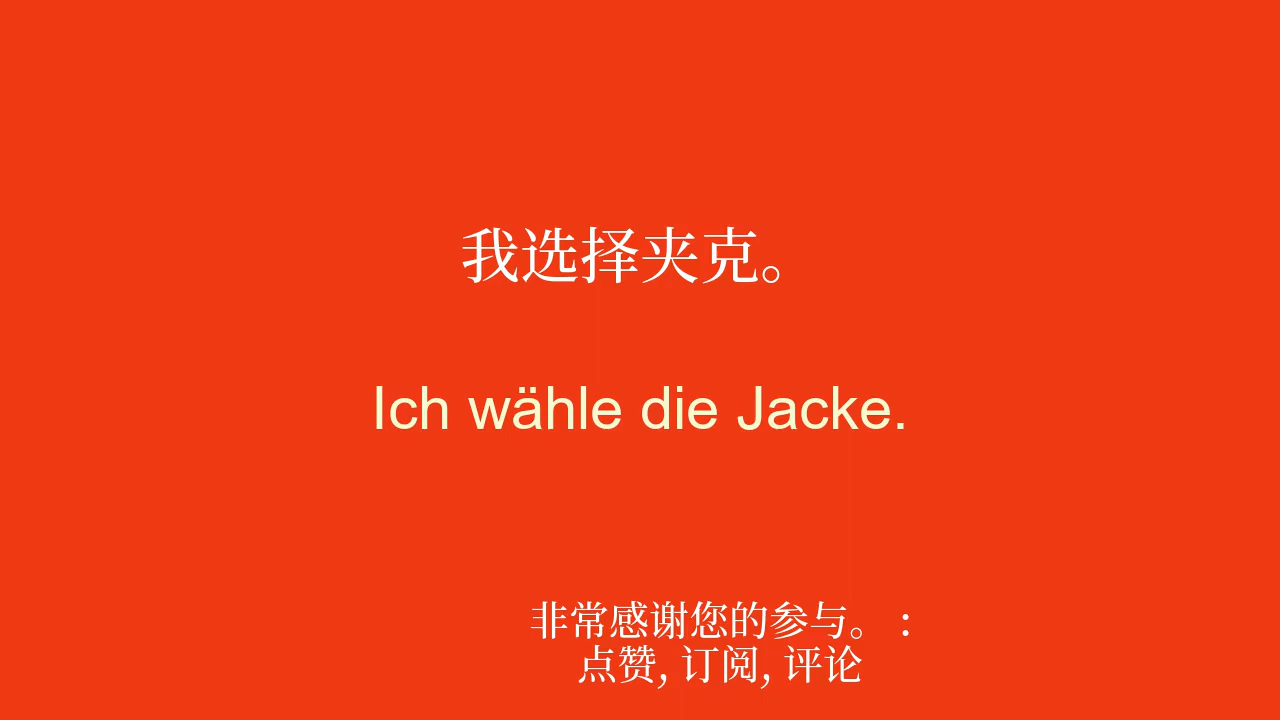 我选择夹克。
Ich wähle die Jacke.
非常感谢您的参与。 :
点赞, 订阅, 评论